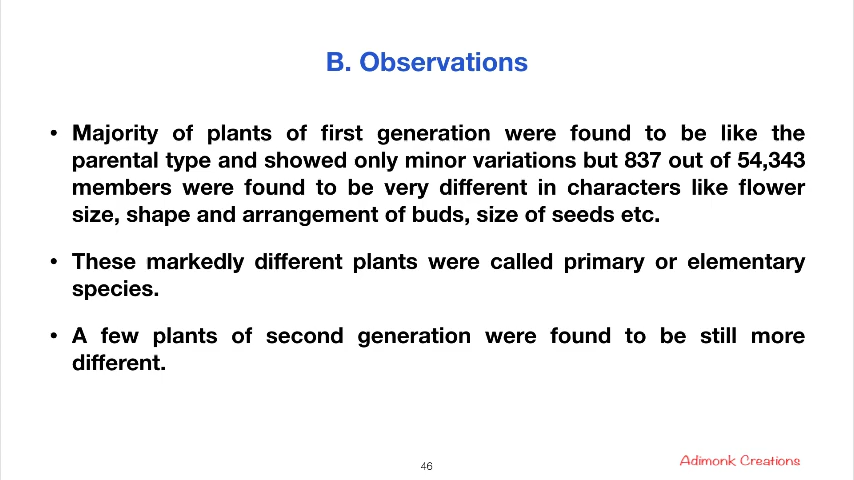 B. Observations
• Majority of plants of first generation were found to be like the
parental type and showed only minor variations but 837 out of 54,343
members were found to be very different in characters like flower
size, shape and arrangement of buds, size of seeds etc.
• These markedly different plants were called primary or elementary
species.
• A few plants of second generation were found to be still more
different.
46
Adimonk Creations